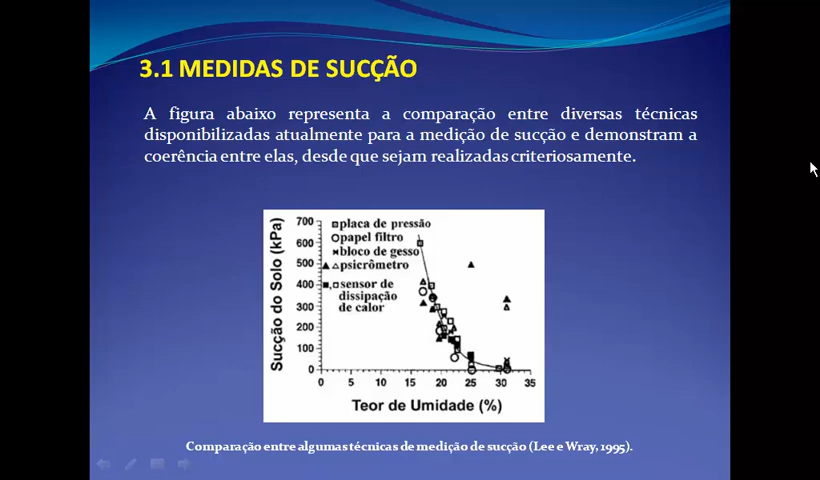 3.1 MEDIDAS DE SUCÇÃO
A figura abaixo representa a comparação entre diversas técnicas
disponibilizadas atualmente para a medição de sucção e demonstram a
coerência entre elas, desde que sejam realizadas criteriosamente.
Sucção do Solo (kPa)
700
600
500
400
300
200
100
0
placa de pressão
papel filtro
bloco de gesso
psicrômetro
sensor de
dissipação
de calor
0 5 10 15 20 25 30 35
Teor de Umidade (%)
Comparação entre algumas técnicas de medição de sucção (Lee e Wray, 1995).